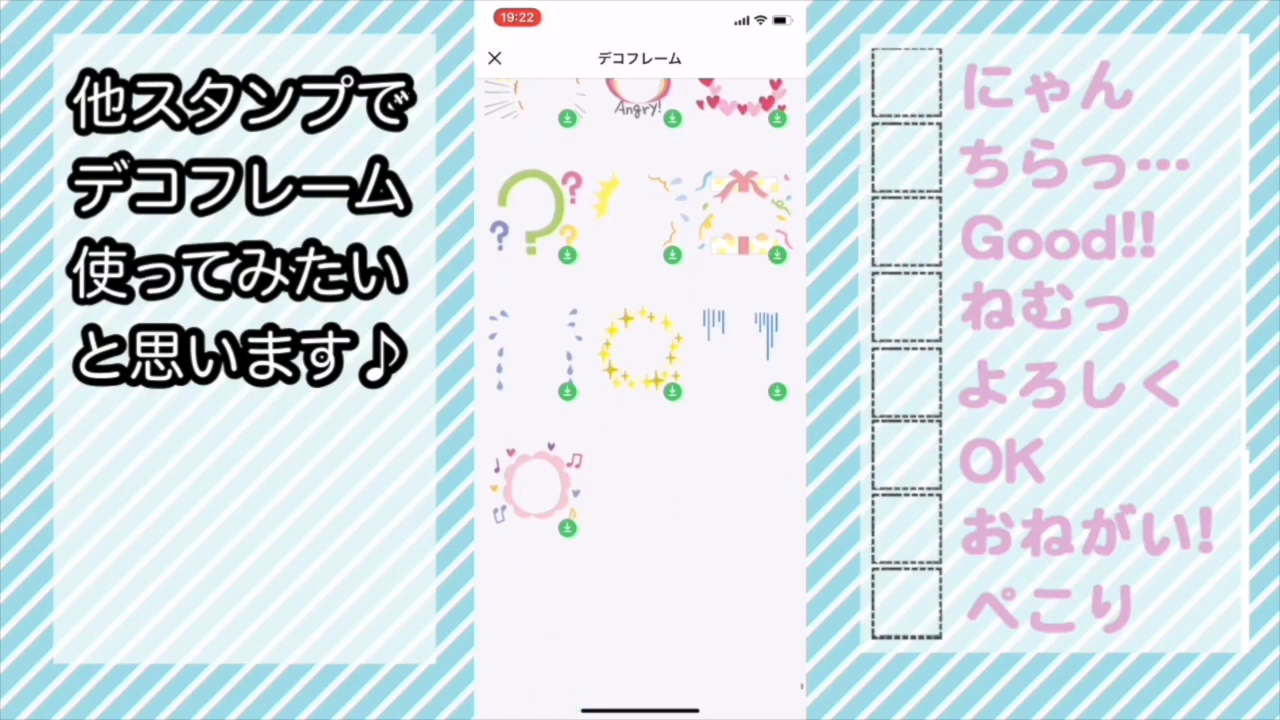 他スタンプで
デコフレーム
使ってみたい
と思います♪
19:22
デコフレーム
Angry!
にゃん
ちらっ…
Good!!
ねむっ
よろしく
OK
おねがい!
ぺこり